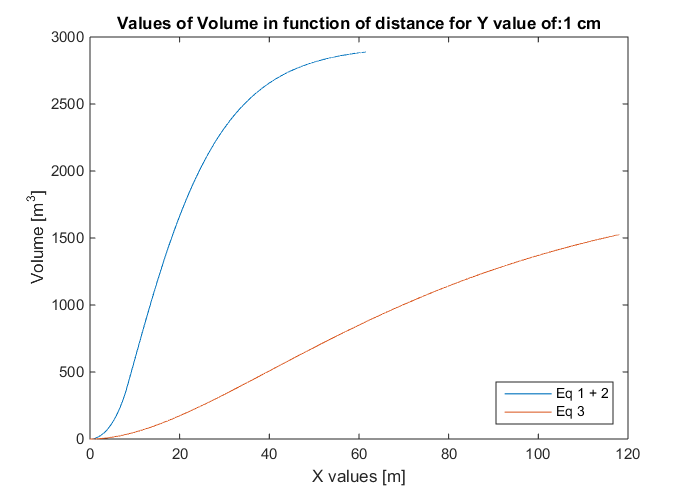 Values of Volume in function of distance for Y value of:1 cm
3000
2500
2000
1500
1000
500
0
Volume [m³]
0 20 40 60 80 100 120
X values [m]
Eq 1 + 2
Eq 3